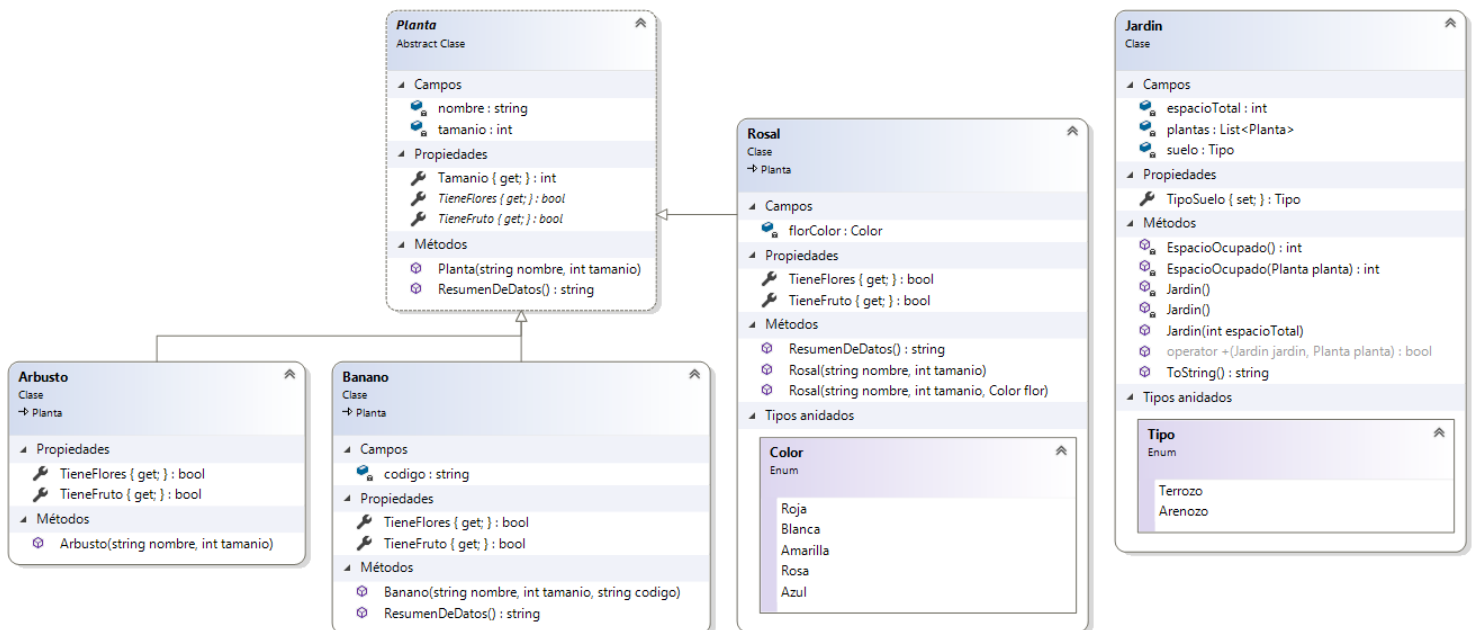 Planta
Abstract Clase
Campos
nombre : string
tamanio : int
Propiedades
Tamanio { get; } : int
TieneFlores { get; } : bool
TieneFruto { get; } : bool
Métodos
Planta(string nombre, int tamanio)
ResumenDeDatos() : string
Arbusto
Clase
Planta
Propiedades
TieneFlores { get; } : bool
TieneFruto { get; } : bool
Métodos
Arbusto(string nombre, int tamanio)
Banano
Clase
Planta
Campos
codigo : string
Propiedades
TieneFlores { get; } : bool
TieneFruto { get; } : bool
Métodos
Banano(string nombre, int tamanio, string codigo)
ResumenDeDatos() : string
Rosal
Clase
Planta
Campos
florColor : Color
Propiedades
TieneFlores { get; } : bool
TieneFruto { get; } : bool
Métodos
ResumenDeDatos() : string
Rosal(string nombre, int tamanio)
Rosal(string nombre, int tamanio, Color flor)
Tipos anidados
Color
Enum
Roja
Blanca
Amarilla
Rosa
Azul
Jardin
Clase
Campos
espacioTotal : int
plantas : List<Planta>
suelo : Tipo
Propiedades
TipoSuelo { set; } : Tipo
Métodos
EspacioOcupado() : int
EspacioOcupado(Planta planta) : int
Jardin()
Jardin()
Jardin(int espacioTotal)
operator +(Jardin jardin, Planta planta) : bool
ToString() : string
Tipos anidados
Tipo
Enum
Terrozo
Arenozo